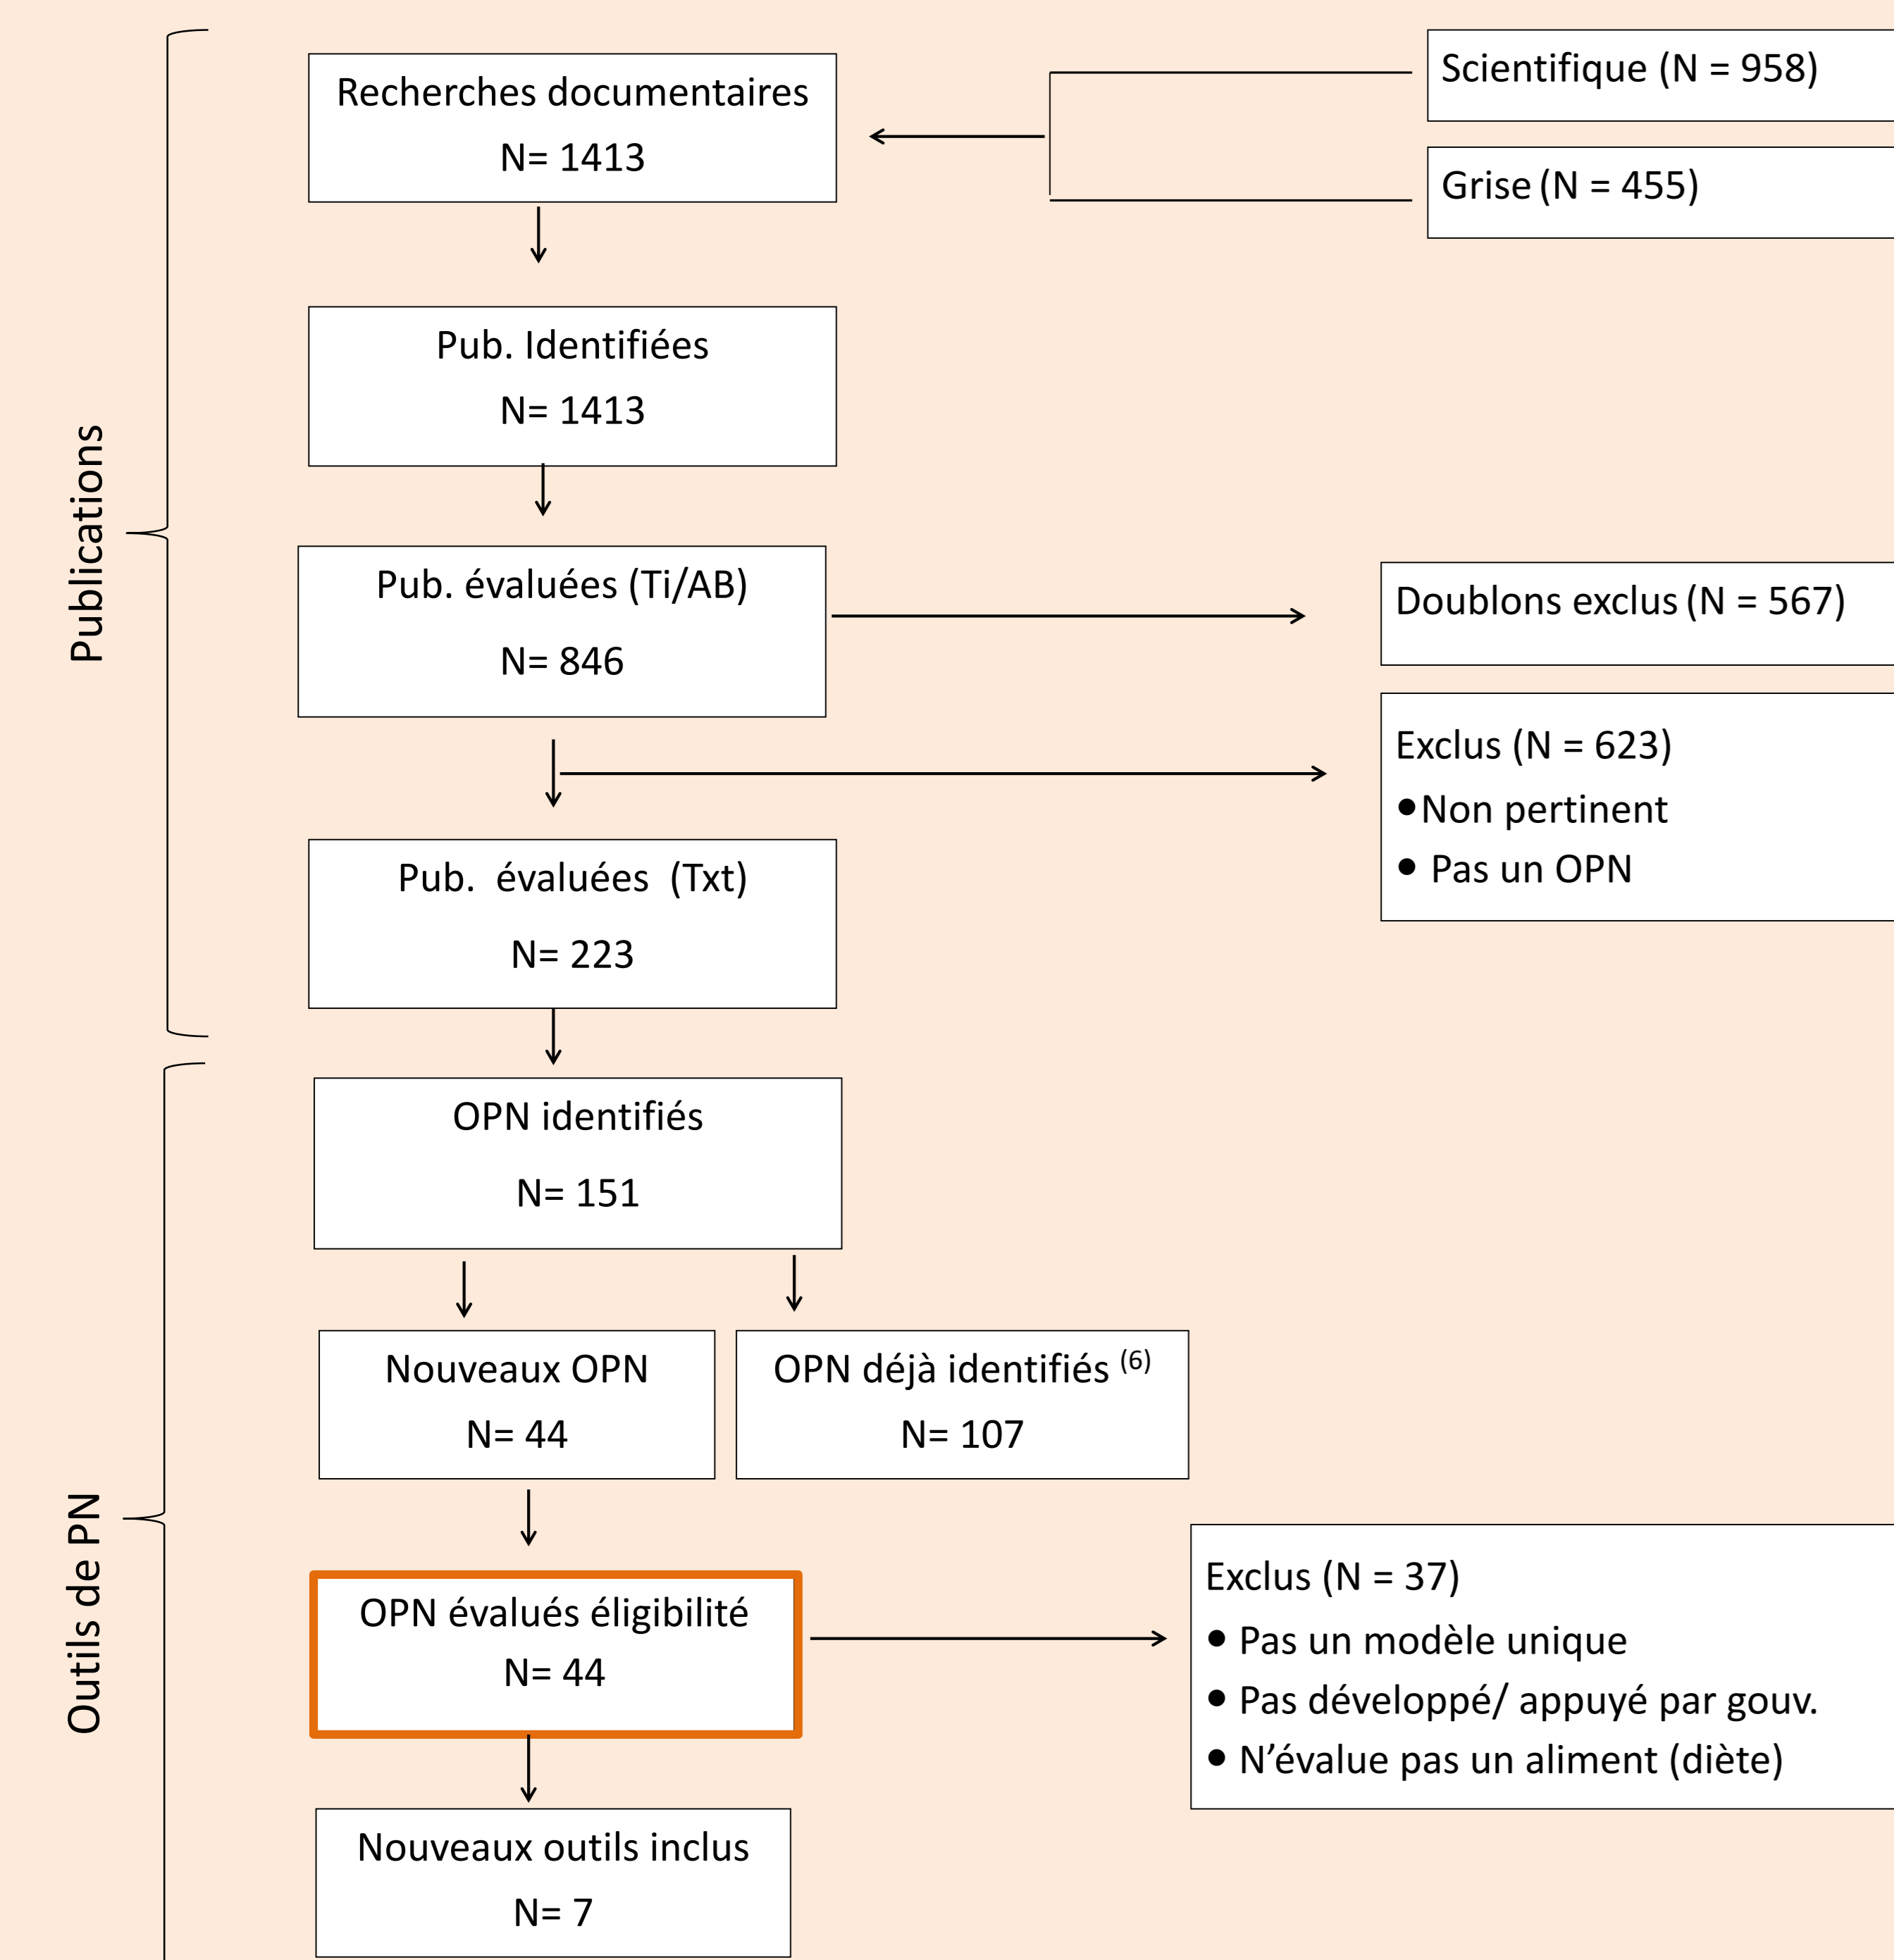 Publications
Recherches documentaires
N= 1413
Scientifique (N = 958)
Grise (N = 455)
Pub. Identifiées
N= 1413
Pub. évaluées (Ti/AB)
N= 846
Doublons exclus (N = 567)
Exclus (N = 623)
●Non pertinent
● Pas un OPN
Pub. évaluées (Txt)
N= 223
Outils de PN
OPN identifiés
N= 151
Nouveaux OPN
N= 44
OPN déjà identifiés (6)
N= 107
OPN évalués éligibilité
N= 44
Exclus (N = 37)
● Pas un modèle unique
● Pas développé/ appuyé par gouv.
● N’évalue pas un aliment (diète)
Nouveaux outils inclus
N= 7